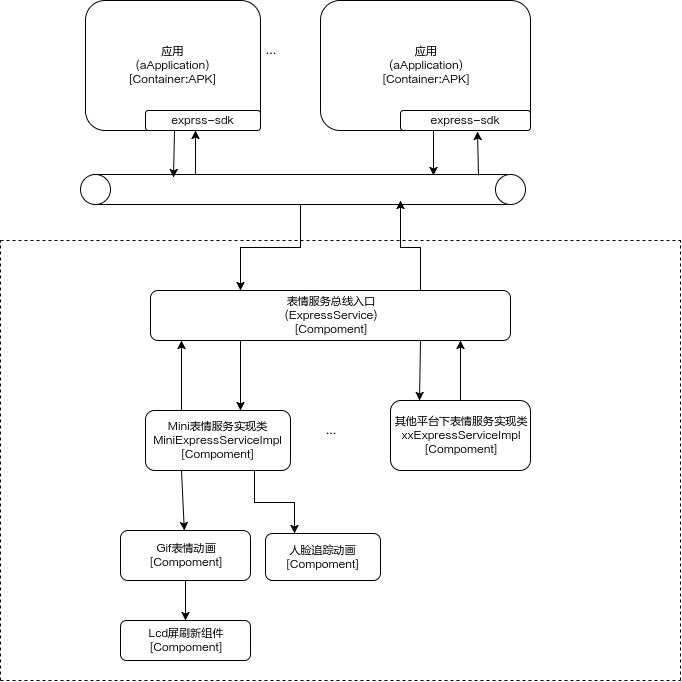 应用
（aApplication）
[Container:APK]
exprss-sdk
...
应用
（aApplication）
[Container:APK]
express-sdk
表情服务总线入口
（ExpressService）
[Compoment]
Mini表情服务实现类
MiniExpressServiceImpl
[Compoment]
...
其他平台下表情服务实现类
xxExpressServiceImpl
[Compoment]
Gif表情动画
[Compoment]
人脸追踪动画
[Compoment]
Lcd屏刷新组件
[Compoment]